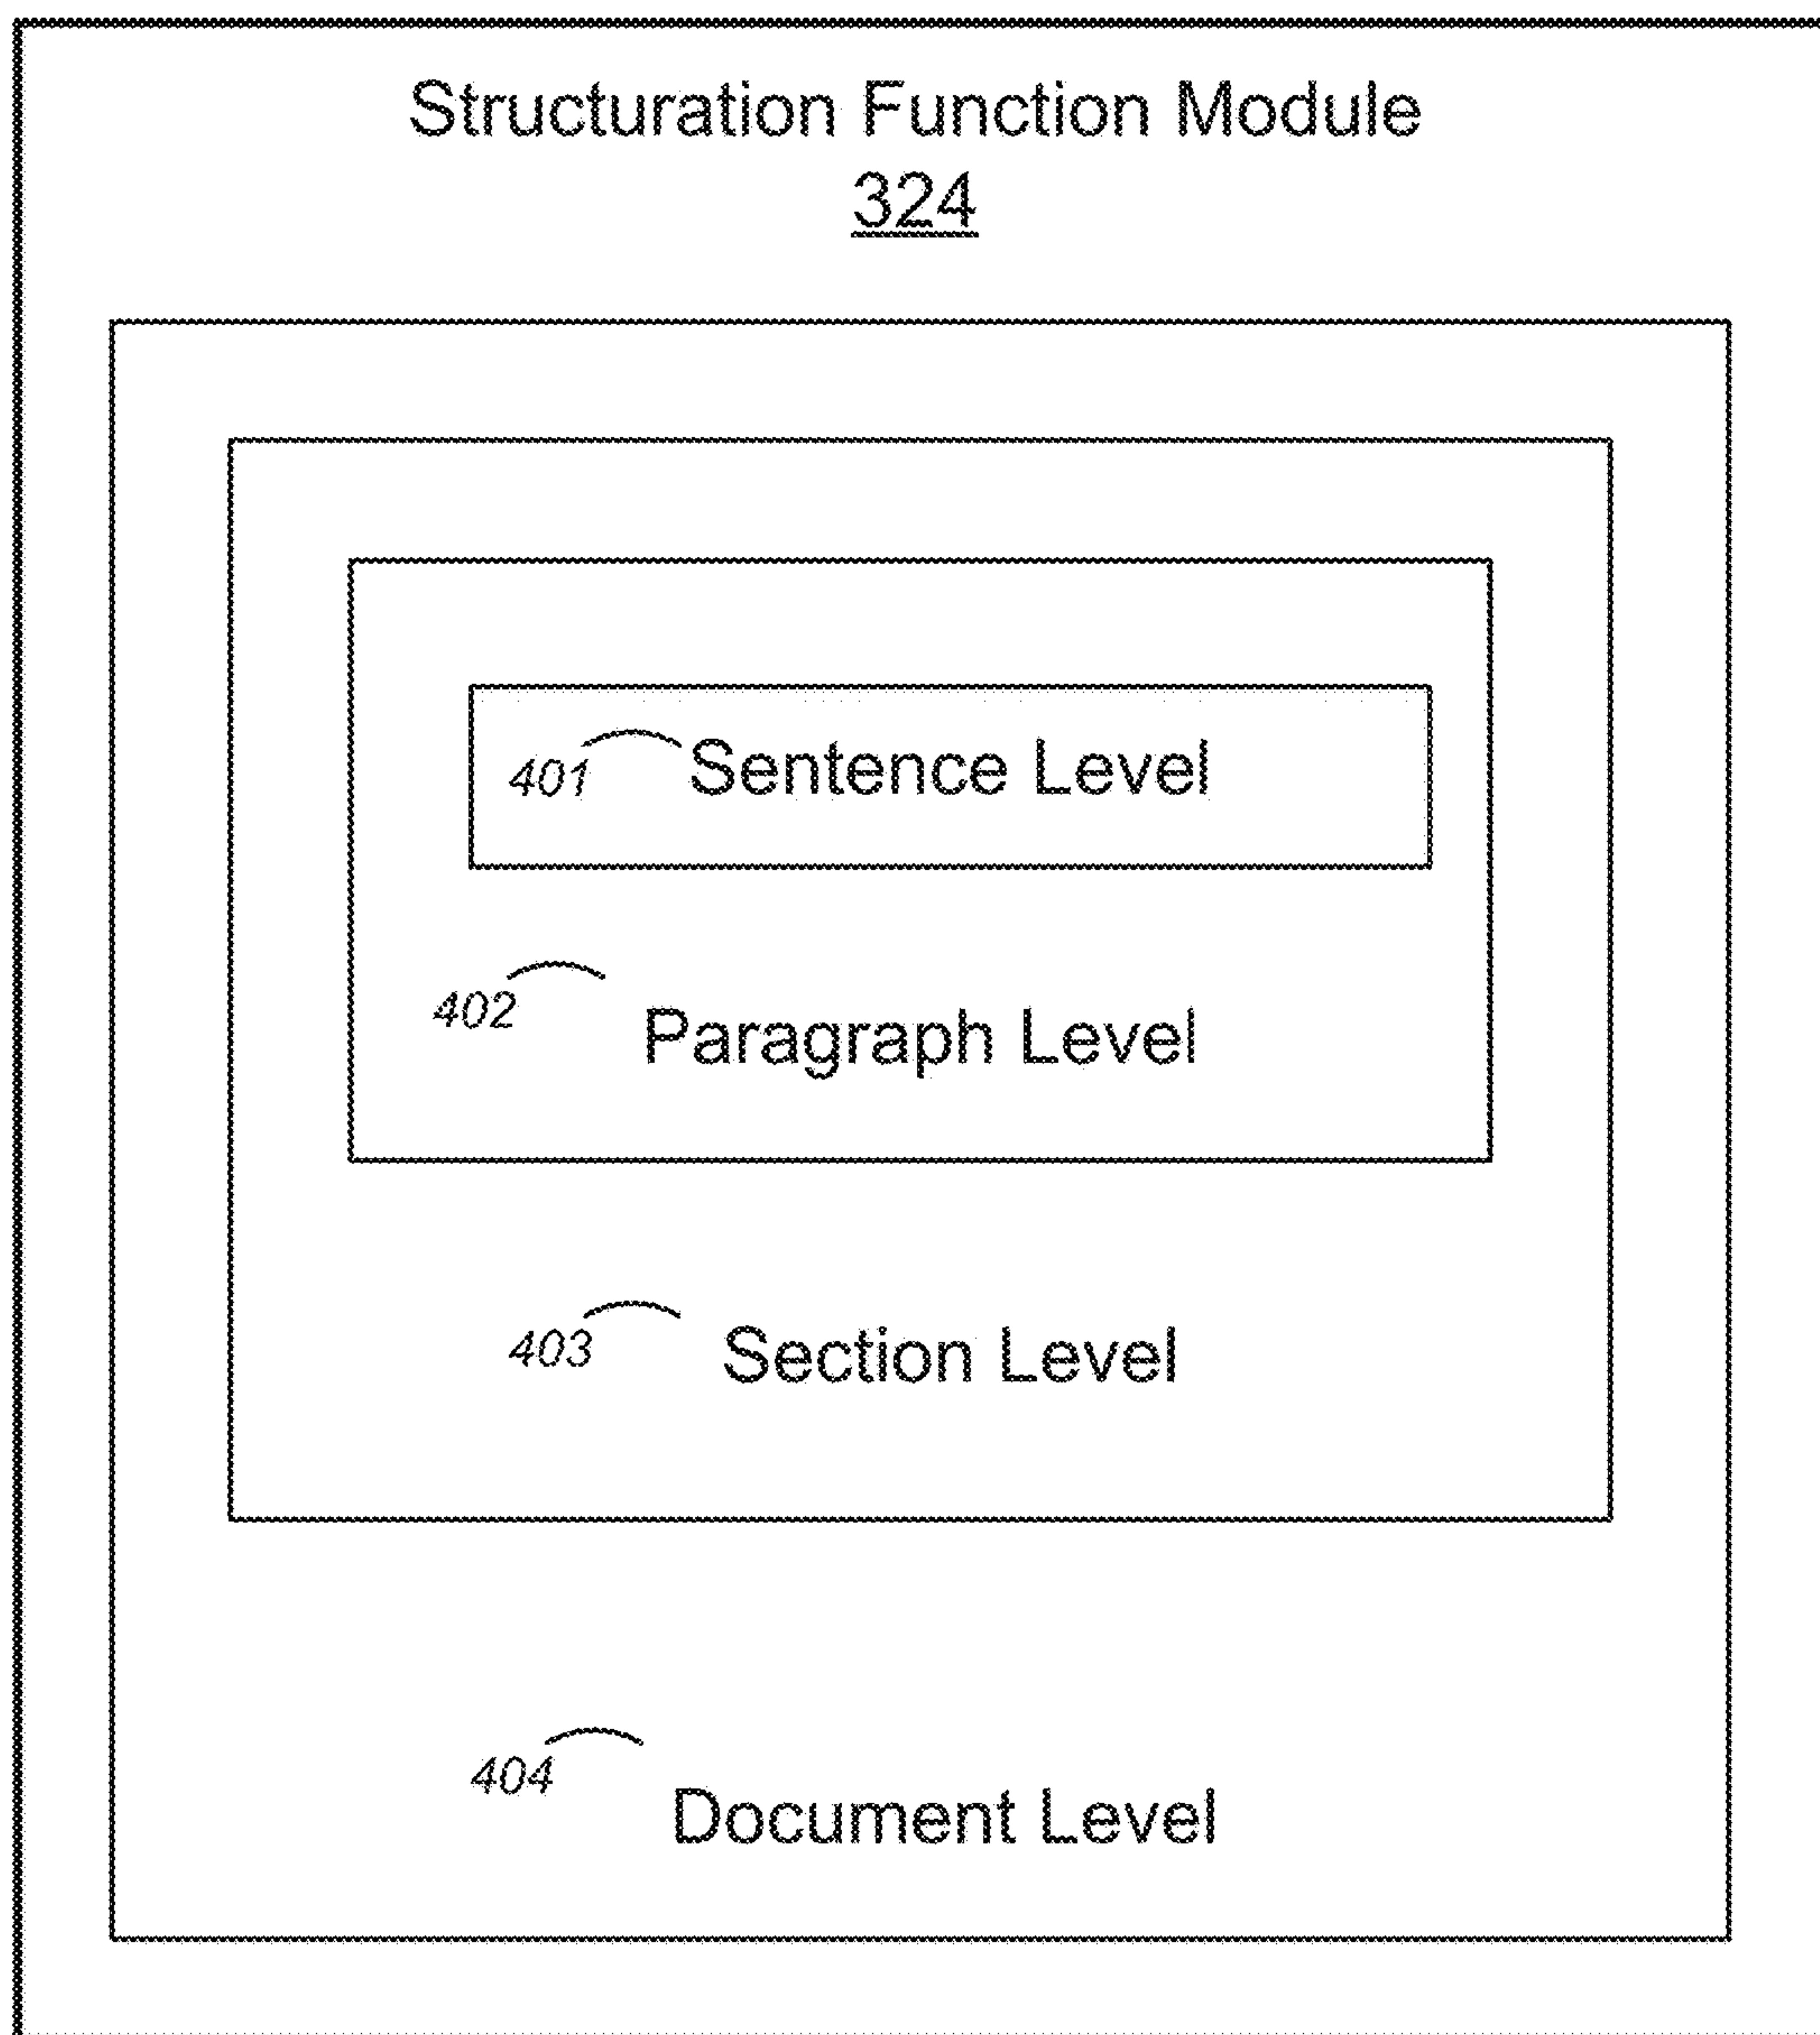 Structuration Function Module
324
401 Sentence Level
402 Paragraph Level
403 Section Level
404 Document Level